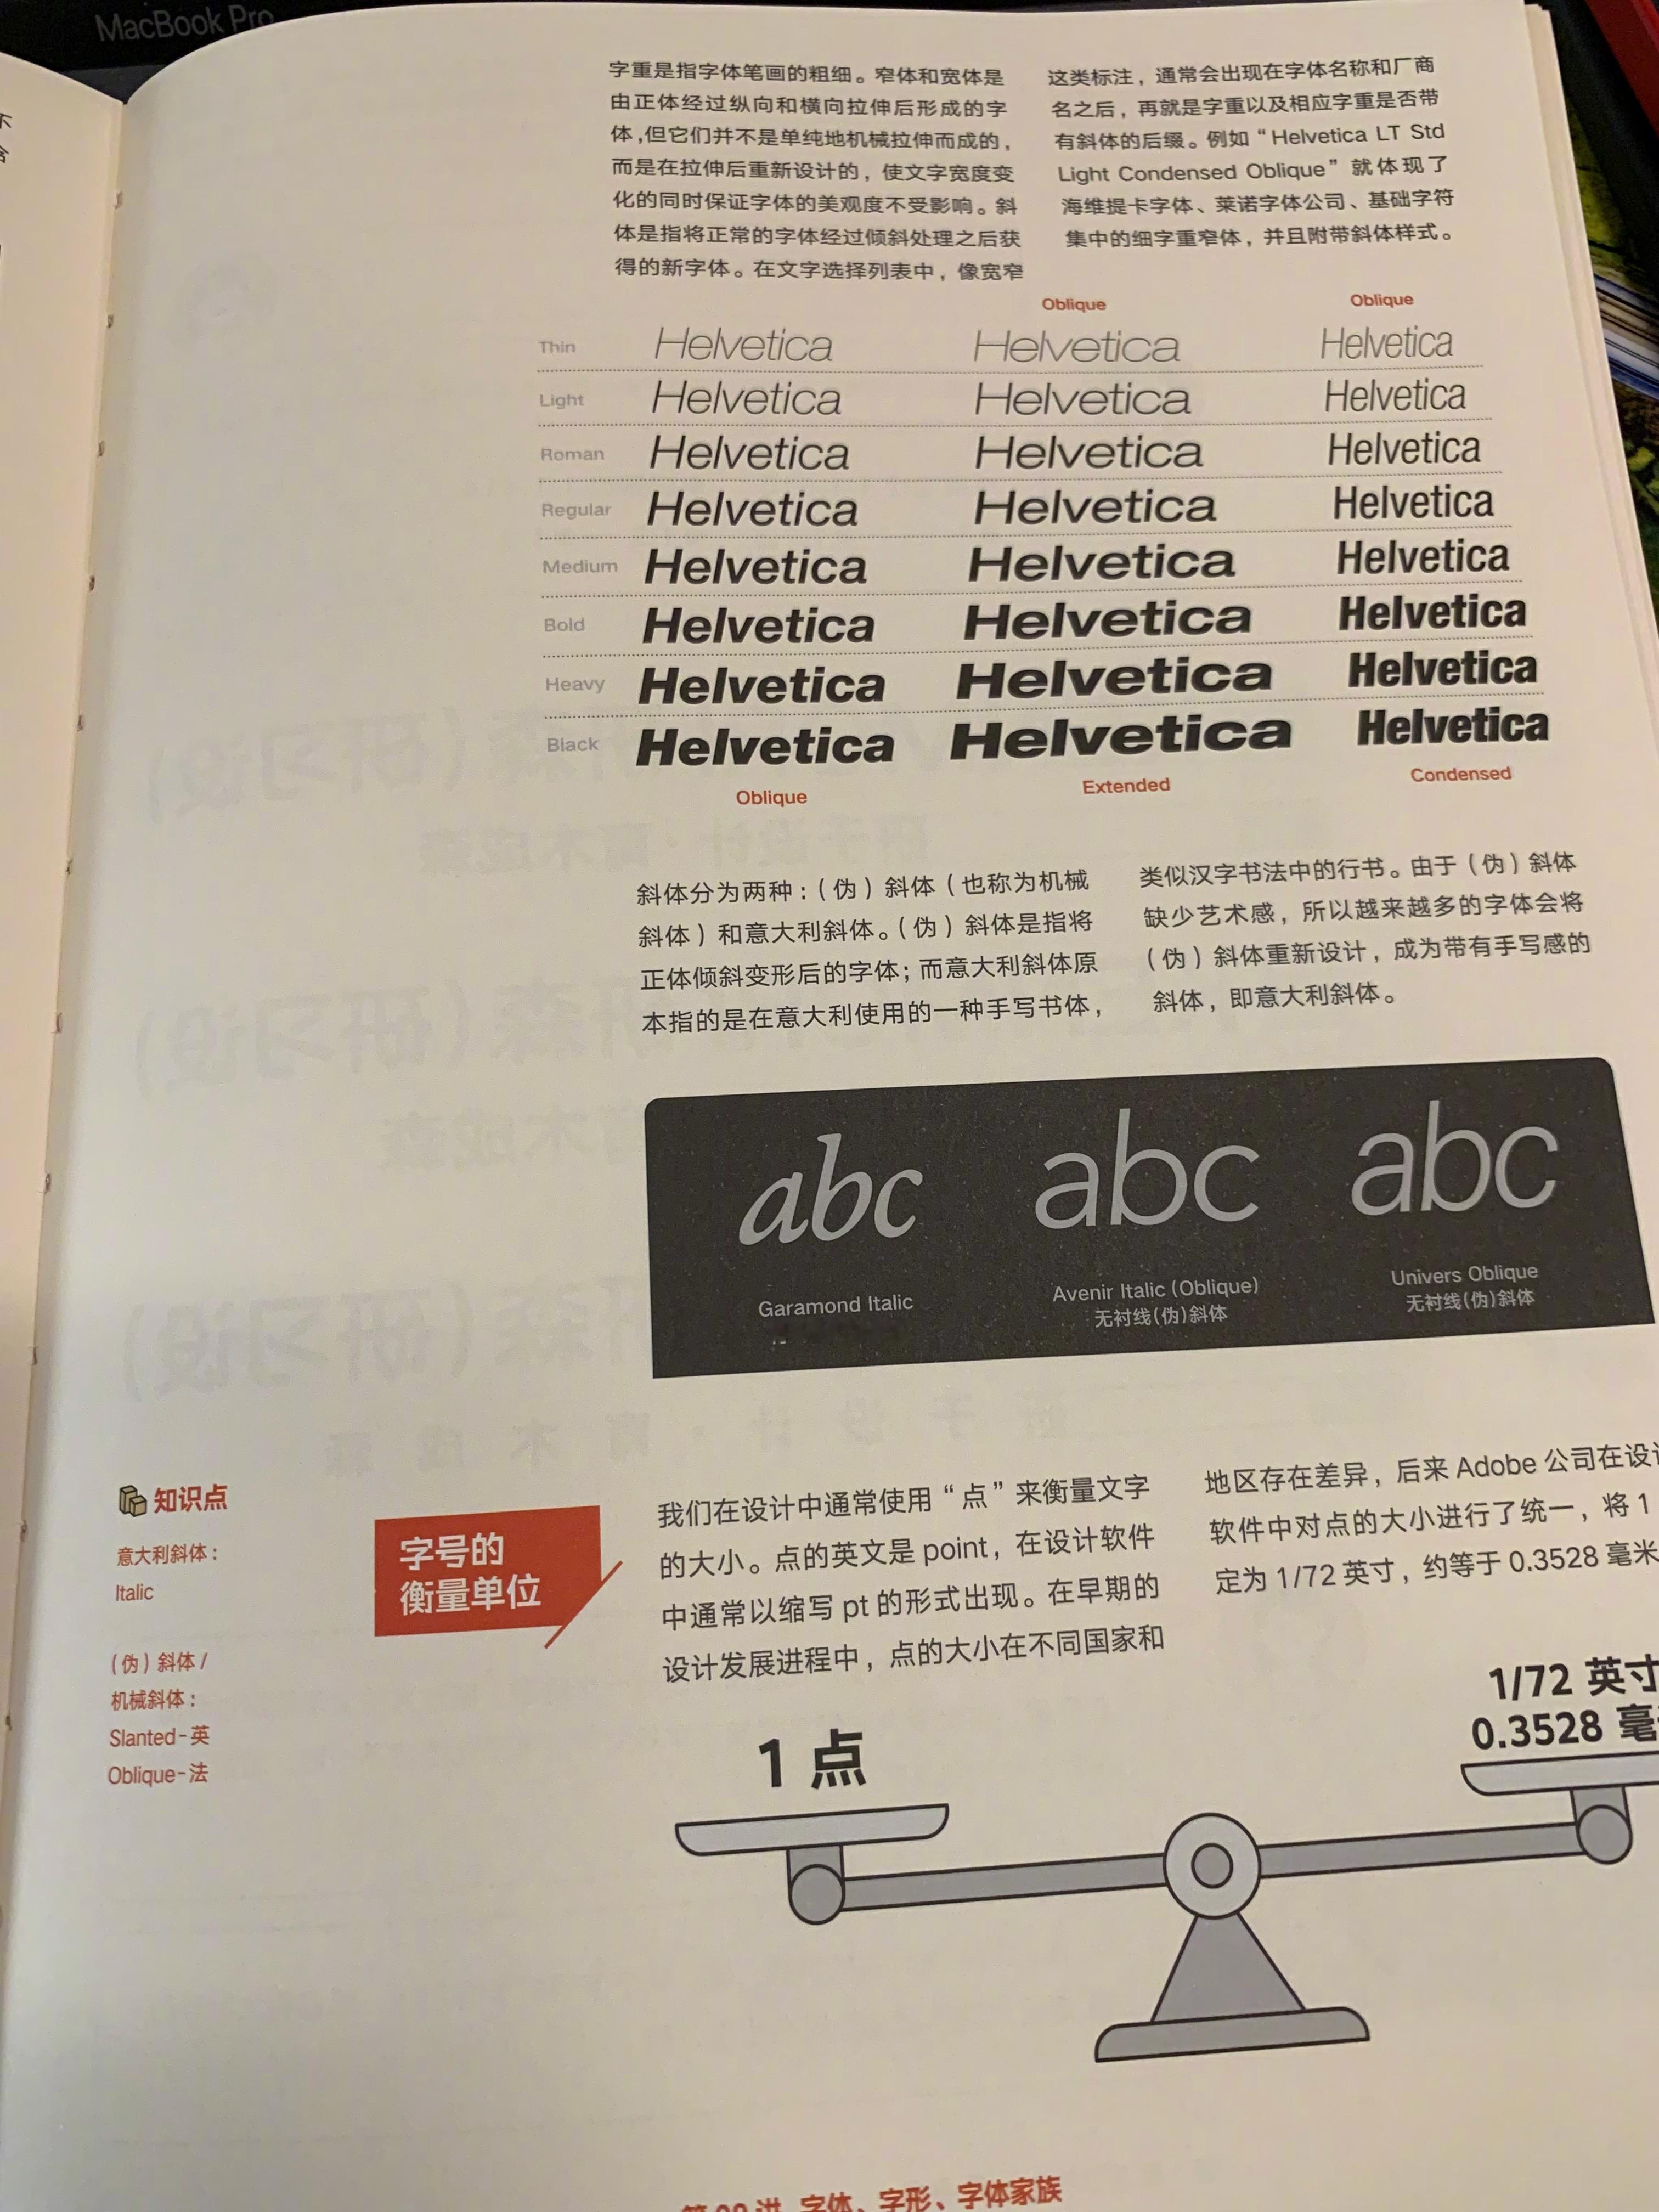 MacBook Pro
字重是指字体笔画的粗细。窄体和宽体是
由正体经过纵向和横向拉伸后形成的字
体,但它们并不是单纯地机械拉伸而成的，
而是在拉伸后重新设计的，使文字宽度变
化的同时保证字体的美观度不受影响。斜
体是指将正常的字体经过倾斜处理之后获
得的新字体。在文字选择列表中，像宽窄
这类标注，通常会出现在字体名称和厂商
名之后，再就是字重以及相应字重是否带
有斜体的后缀。例如“Helvetica LT Std
Light Condensed Oblique”就体现了
海维提卡字体、莱诺字体公司、基础字符
集中的细字重窄体，并且附带斜体样式。
Oblique Oblique
Thin Helvetica Helvetica Helvetica
Light Helvetica Helvetica Helvetica
Roman Helvetica Helvetica Helvetica
Regular Helvetica Helvetica Helvetica
Medium Helvetica Helvetica Helvetica
Bold Helvetica Helvetica Helvetica
Heavy Helvetica Helvetica Helvetica
Black Helvetica Helvetica Helvetica
Oblique Extended Condensed
斜体分为两种：（伪）斜体（也称为机械
斜体）和意大利斜体。（伪）斜体是指将
正体倾斜变形后的字体；而意大利斜体原
本指的是在意大利使用的一种手写书体，
类似汉字书法中的行书。由于（伪）斜体
缺少艺术感，所以越来越多的字体会将
（伪）斜体重新设计，成为带有手写感的
斜体，即意大利斜体。
abc abc abc
Garamond Italic
Avenir Italic (Oblique)
无衬线(伪)斜体
Univers Oblique
无衬线(伪)斜体
知识点
意大利斜体：
Italic
（伪）斜体 /
机械斜体：
Slanted-英
Oblique-法
字号的
衡量单位
我们在设计中通常使用“点”来衡量文字
的大小。点的英文是 point，在设计软件
中通常以缩写 pt 的形式出现。在早期的
设计发展进程中，点的大小在不同国家和
地区存在差异，后来 Adobe 公司在设计
软件中对点的大小进行了统一，将 1
定为 1/72 英寸，约等于 0.3528 毫米
1 点
1/72 英寸
0.3528 毫
讲 字体、字形、字体家族